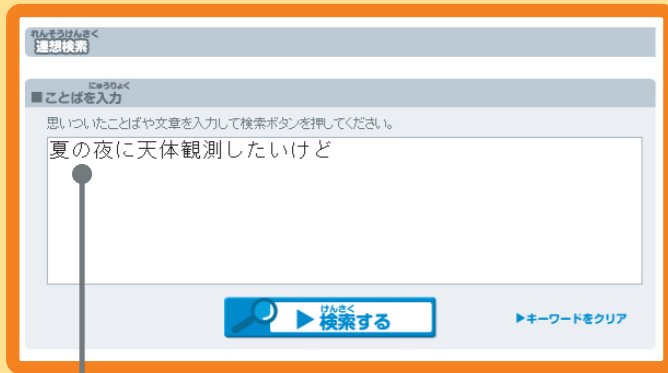 れんそうけんさく
連想検索
にゅうりょく
■ことばを入力
思いついたことばや文章を入力して検索ボタンを押してください。
夏の夜に天体観測したいけど
けんさく
▶検索する
▶キーワードをクリア